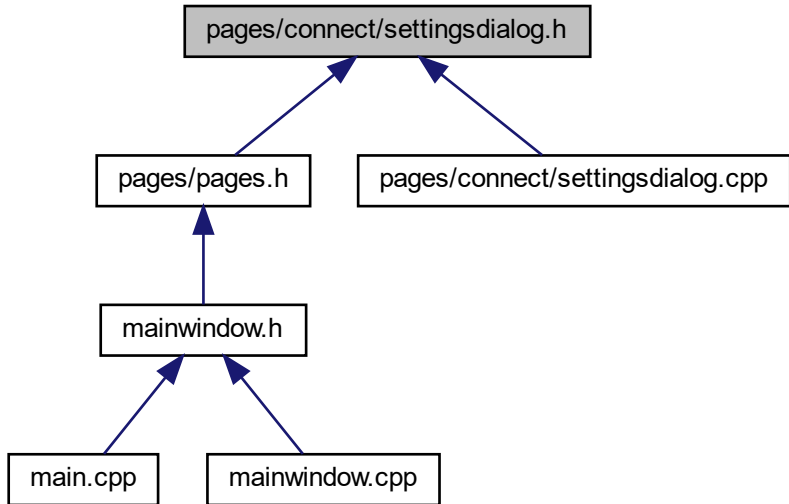 pages/connect/settingsdialog.h
pages/pages.h
pages/connect/settingsdialog.cpp
mainwindow.h
main.cpp
mainwindow.cpp